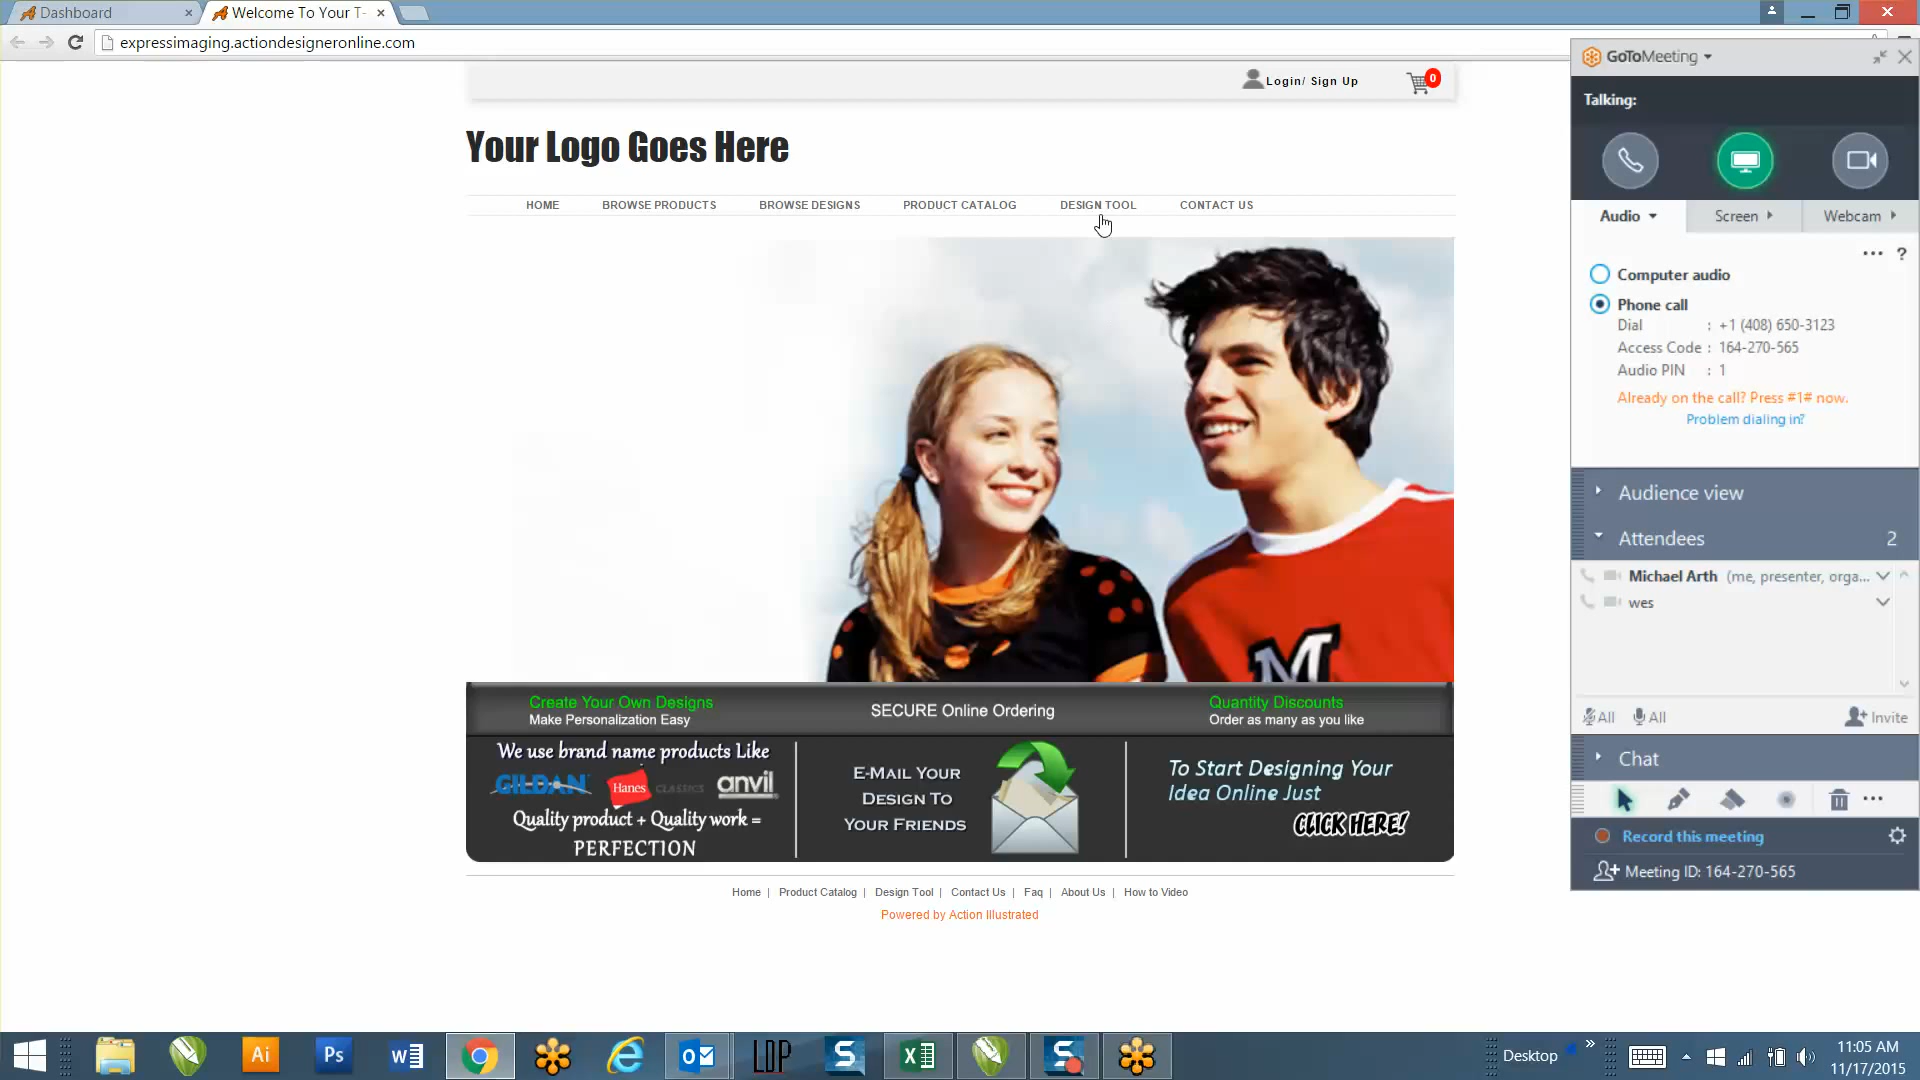 Dashboard
Welcome To Your T-
expressimaging.actiondesigneronline.com
Login/ Sign Up
0
Your Logo Goes Here
HOME
BROWSE PRODUCTS
BROWSE DESIGNS
PRODUCT CATALOG
DESIGN TOOL
CONTACT US
M
Create Your Own Designs
Make Personalization Easy
SECURE Online Ordering
Quantity Discounts
Order as many as you like
We use brand name products Like
GILDAN
Hanes
CLASSICS
anvil
Quality product + Quality work =
PERFECTION
E-MAIL YOUR
DESIGN TO
YOUR FRIENDS
To Start Designing Your
Idea Online Just
CLICK HERE!
Home | Product Catalog | Design Tool | Contact Us | Faq | About Us | How to Video
Powered by Action Illustrated
GoToMeeting
Talking:
Audio
Screen
Webcam
... ?
Computer audio
Phone call
Dial : +1 (408) 650-3123
Access Code : 164-270-565
Audio PIN : 1
Already on the call? Press #1# now.
Problem dialing in?
Audience view
Attendees 2
Michael Arth (me, presenter, orga...
wes
All
All
Invite
Chat
Record this meeting
Meeting ID: 164-270-565
Ai
Ps
W
LDP
S
X
S
Desktop
11:05 AM
11/17/2015